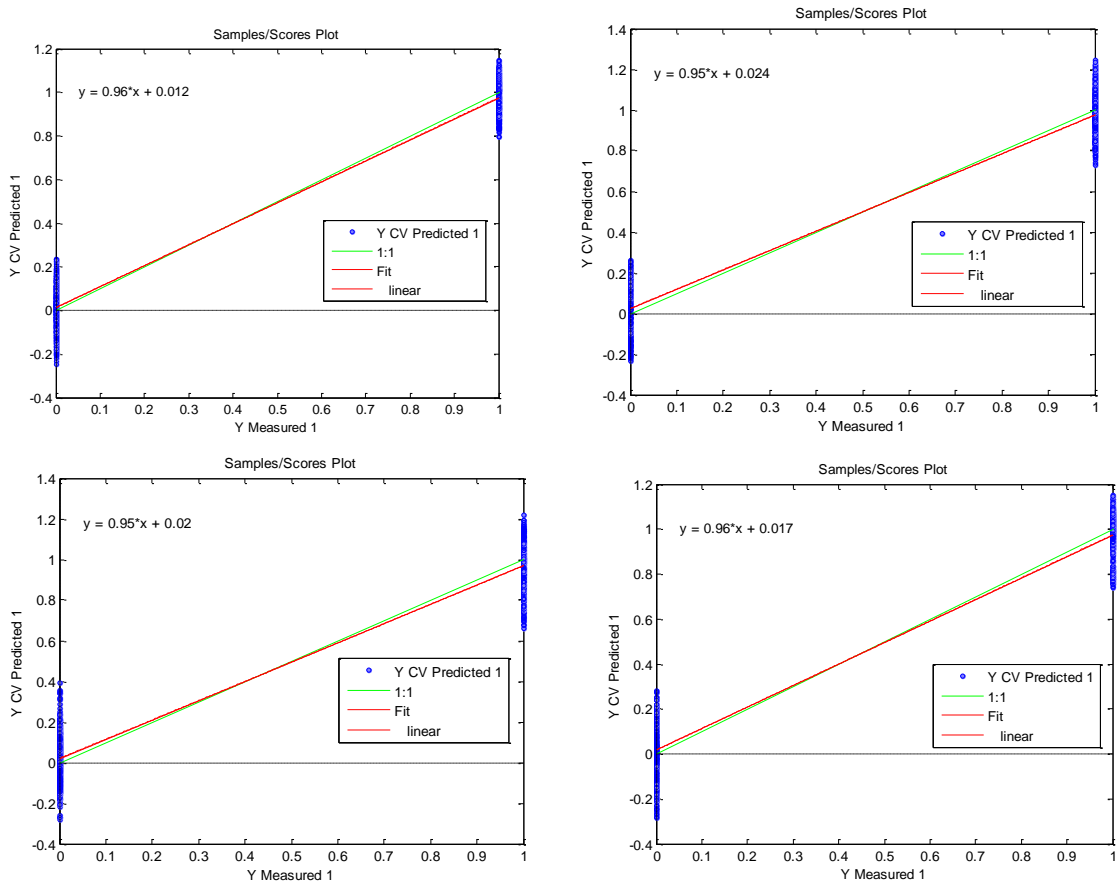 Samples/Scores Plot
1.2
1
0.8
0.6
0.4
0.2
0
-0.2
-0.4
y = 0.96*x + 0.012
Y CV Predicted 1
Y CV Predicted 1
1:1
Fit
linear
0 0.1 0.2 0.3 0.4 0.5 0.6 0.7 0.8 0.9 1
Y Measured 1
Samples/Scores Plot
1.4
1.2
1
0.8
0.6
0.4
0.2
0
-0.2
-0.4
y = 0.95*x + 0.024
Y CV Predicted 1
Y CV Predicted 1
1:1
Fit
linear
0 0.1 0.2 0.3 0.4 0.5 0.6 0.7 0.8 0.9 1
Y Measured 1
Samples/Scores Plot
1.4
1.2
1
0.8
0.6
0.4
0.2
0
-0.2
-0.4
y = 0.95*x + 0.02
Y CV Predicted 1
Y CV Predicted 1
1:1
Fit
linear
0 0.1 0.2 0.3 0.4 0.5 0.6 0.7 0.8 0.9 1
Y Measured 1
Samples/Scores Plot
1.2
1
0.8
0.6
0.4
0.2
0
-0.2
-0.4
y = 0.96*x + 0.017
Y CV Predicted 1
Y CV Predicted 1
1:1
Fit
linear
0 0.1 0.2 0.3 0.4 0.5 0.6 0.7 0.8 0.9 1
Y Measured 1